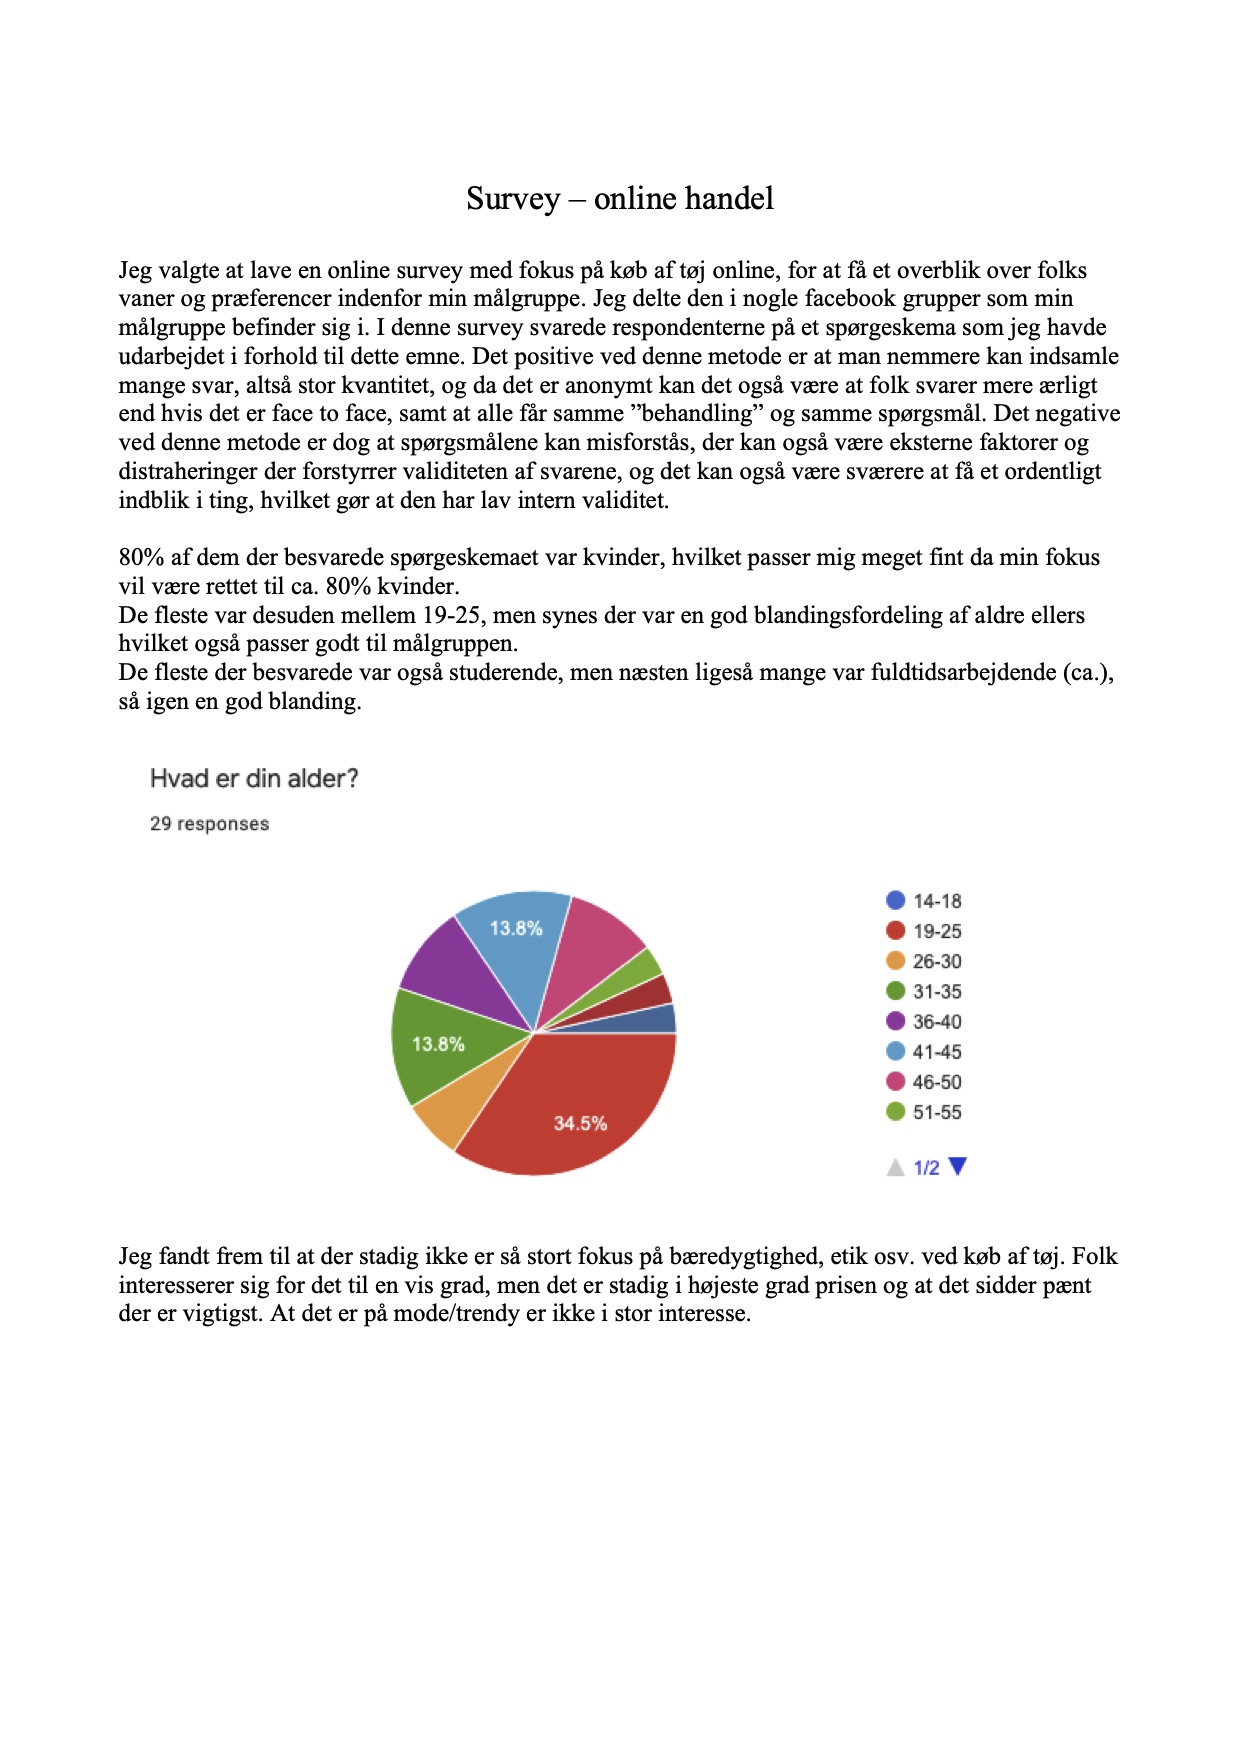 Survey – online handel
Jeg valgte at lave en online survey med fokus på køb af tøj online, for at få et overblik over folks
vaner og præferencer indenfor min målgruppe. Jeg delte den i nogle facebook grupper som min
målgruppe befinder sig i. I denne survey svarede respondenterne på et spørgeskema som jeg havde
udarbejdet i forhold til dette emne. Det positive ved denne metode er at man nemmere kan indsamle
mange svar, altså stor kvantitet, og da det er anonymt kan det også være at folk svarer mere ærligt
end hvis det er face to face, samt at alle får samme ”behandling” og samme spørgsmål. Det negative
ved denne metode er dog at spørgsmålene kan misforstås, der kan også være eksterne faktorer og
distraheringer der forstyrrer validiteten af svarene, og det kan også være sværere at få et ordentligt
indblik i ting, hvilket gør at den har lav intern validitet.
80% af dem der besvarede spørgeskemaet var kvinder, hvilket passer mig meget fint da min fokus
vil være rettet til ca. 80% kvinder.
De fleste var desuden mellem 19-25, men synes der var en god blandingsfordeling af aldre ellers
hvilket også passer godt til målgruppen.
De fleste der besvarede var også studerende, men næsten ligeså mange var fuldtidsarbejdende (ca.),
så igen en god blanding.
Hvad er din alder?
29 responses
13.8%
13.8%
34.5%
14-18
19-25
26-30
31-35
36-40
41-45
46-50
51-55
1/2
Jeg fandt frem til at der stadig ikke er så stort fokus på bæredygtighed, etik osv. ved køb af tøj. Folk
interesserer sig for det til en vis grad, men det er stadig i højeste grad prisen og at det sidder pænt
der er vigtigst. At det er på mode/trendy er ikke i stor interesse.